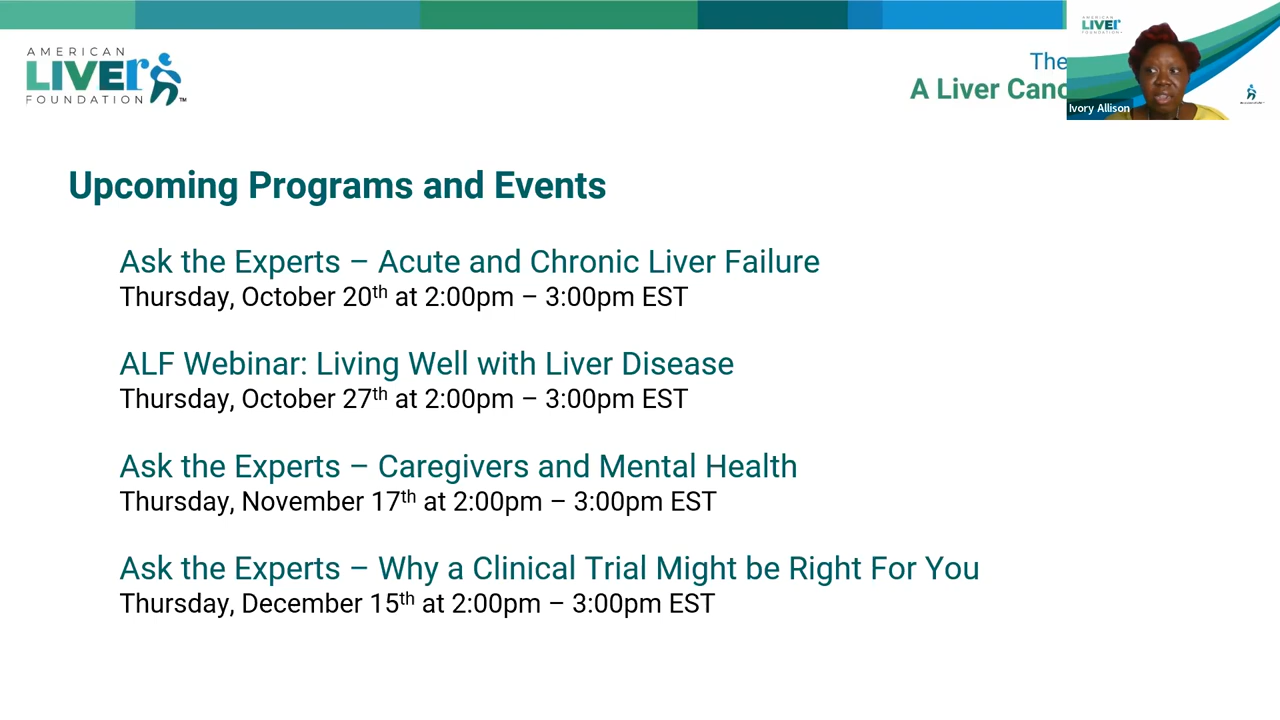 AMERICAN
LIVEr
FOUNDATION™
The
A Liver Canc
AMERICAN
LIVEr
Ivory Allison
Upcoming Programs and Events
Ask the Experts – Acute and Chronic Liver Failure
Thursday, October 20th at 2:00pm – 3:00pm EST
ALF Webinar: Living Well with Liver Disease
Thursday, October 27th at 2:00pm – 3:00pm EST
Ask the Experts – Caregivers and Mental Health
Thursday, November 17th at 2:00pm – 3:00pm EST
Ask the Experts – Why a Clinical Trial Might be Right For You
Thursday, December 15th at 2:00pm – 3:00pm EST